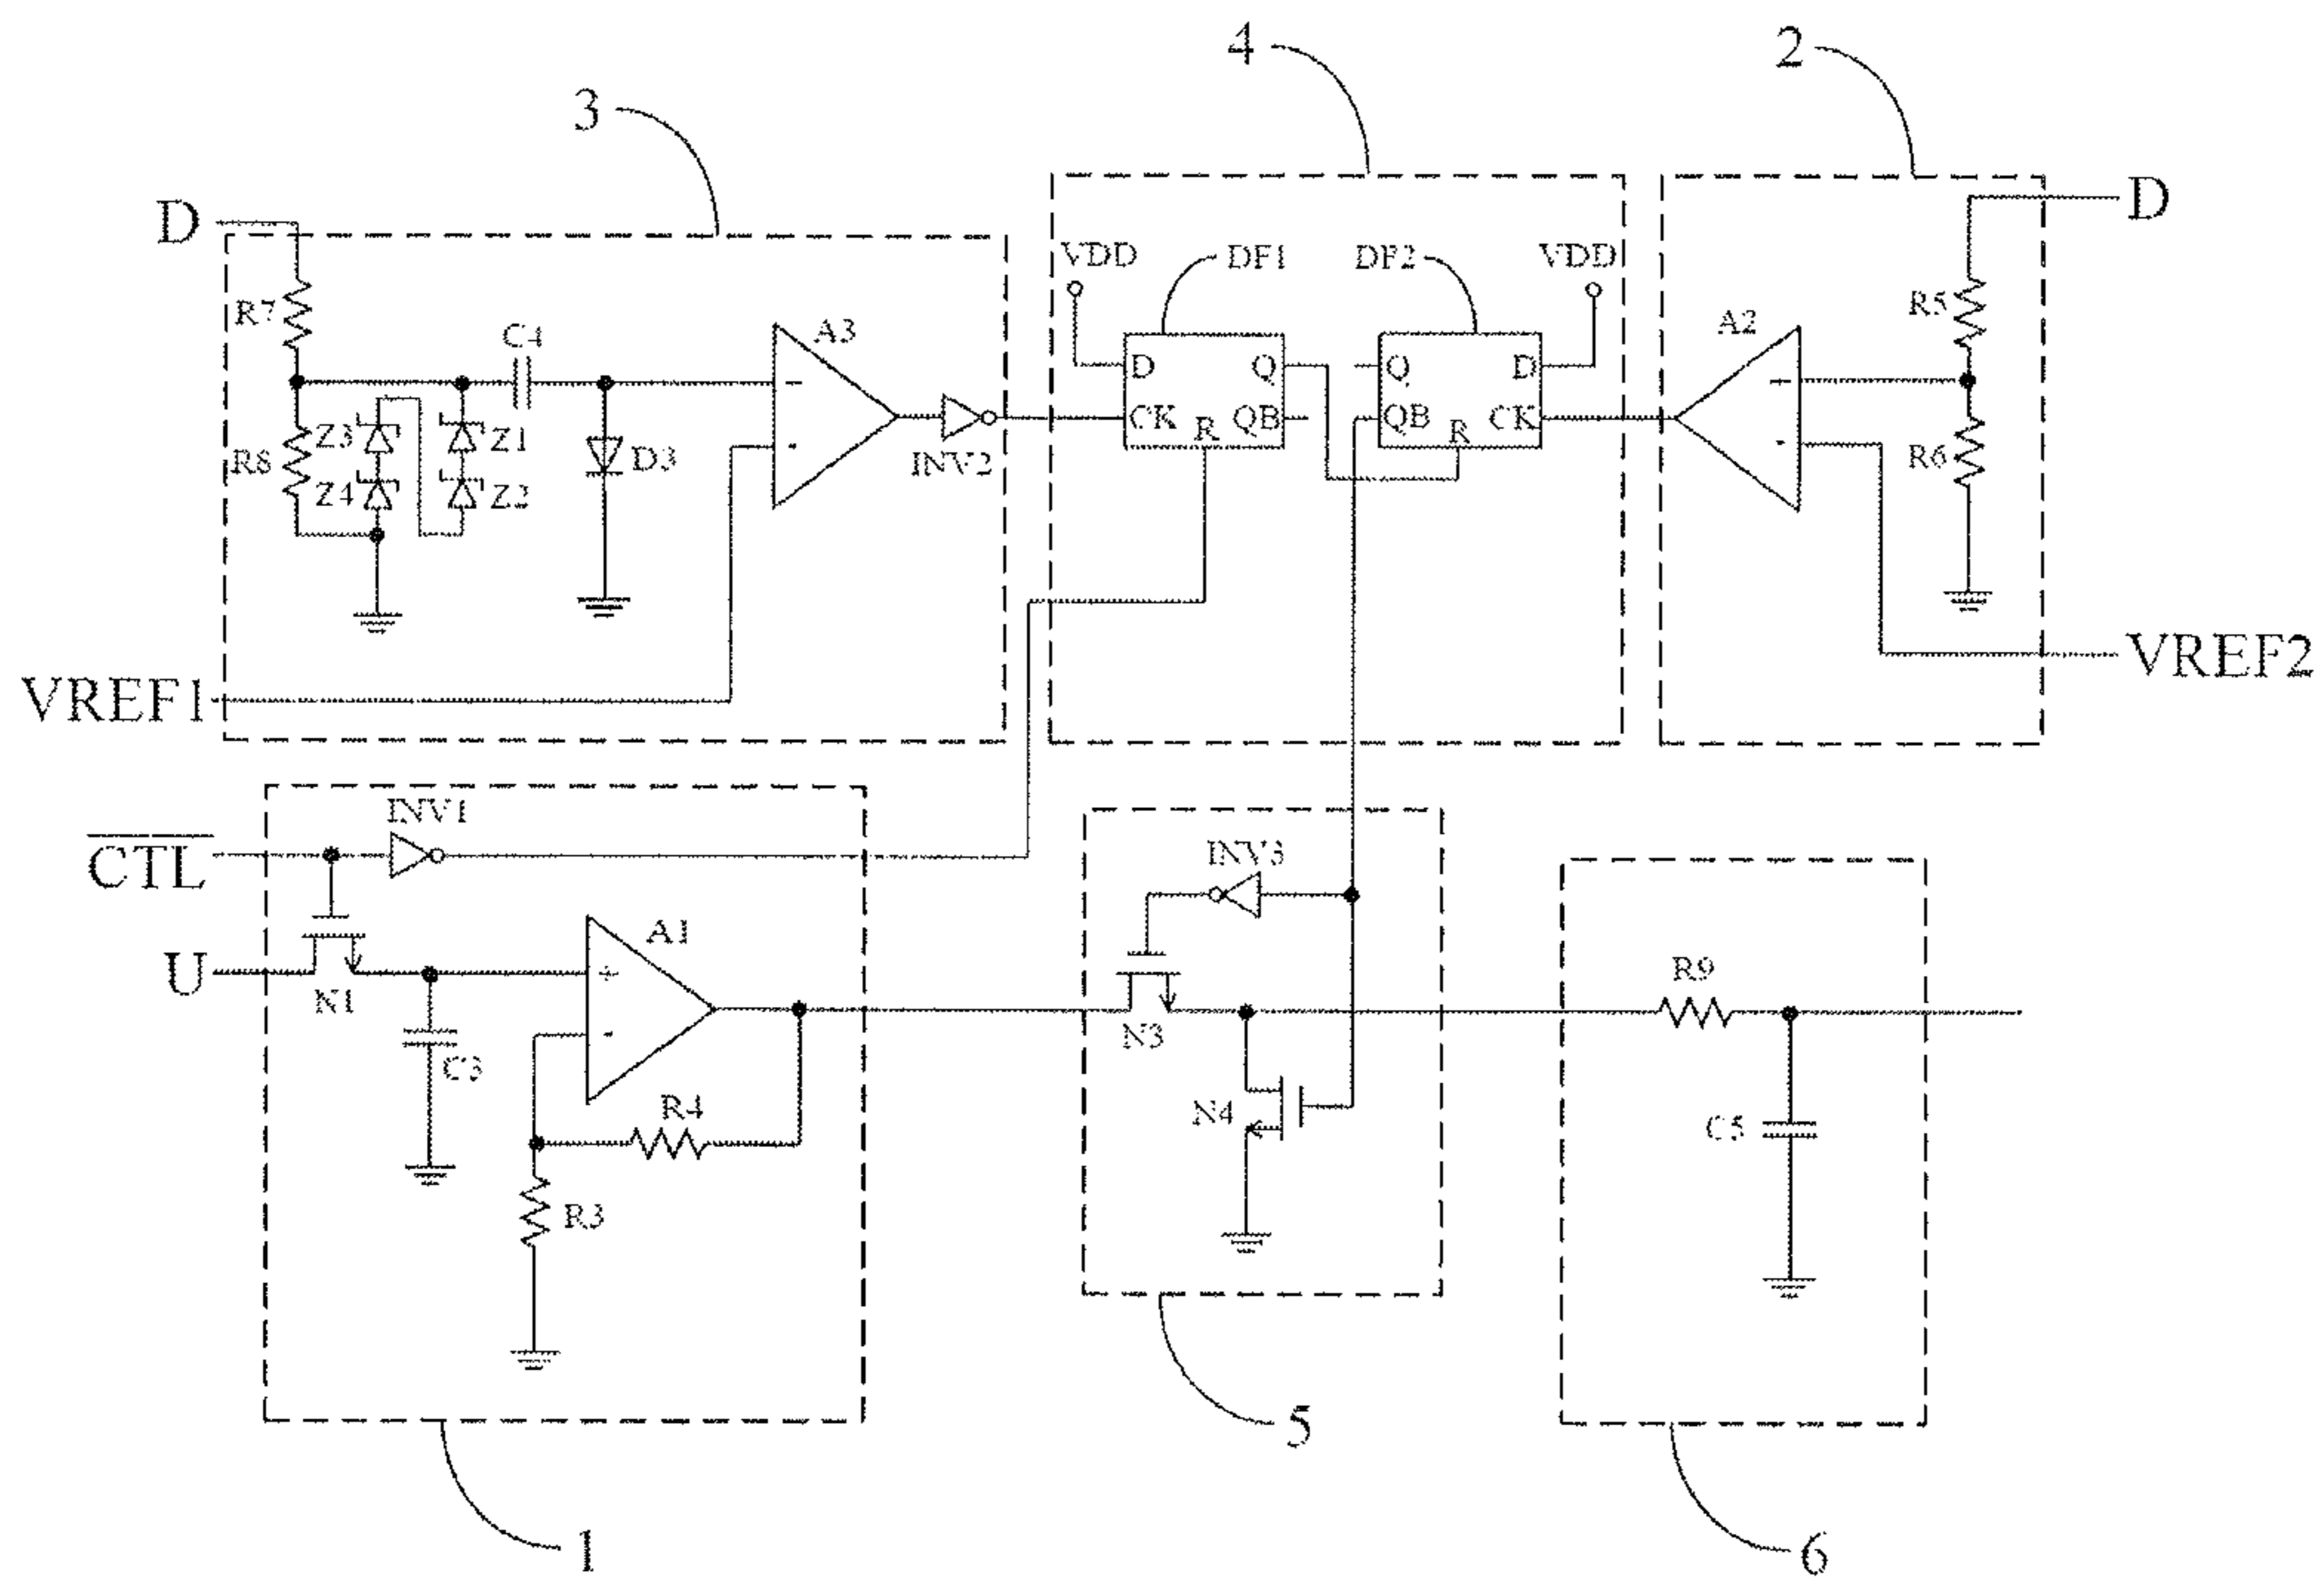 4
2
3
D
D
VDD
DF1
DF2
VDD
R7
C4
A3
D
Q
Q
D
A2
R5
+
CK
R
QB
QB
R
CK
-
-
R8
Z3
Z1
Z4
Z2
D3
INV2
R6
VREF1
VREF2
CTL
INV1
INV3
U
N1
+
A1
-
C3
R4
R3
N3
N4
R9
C5
5
1
6